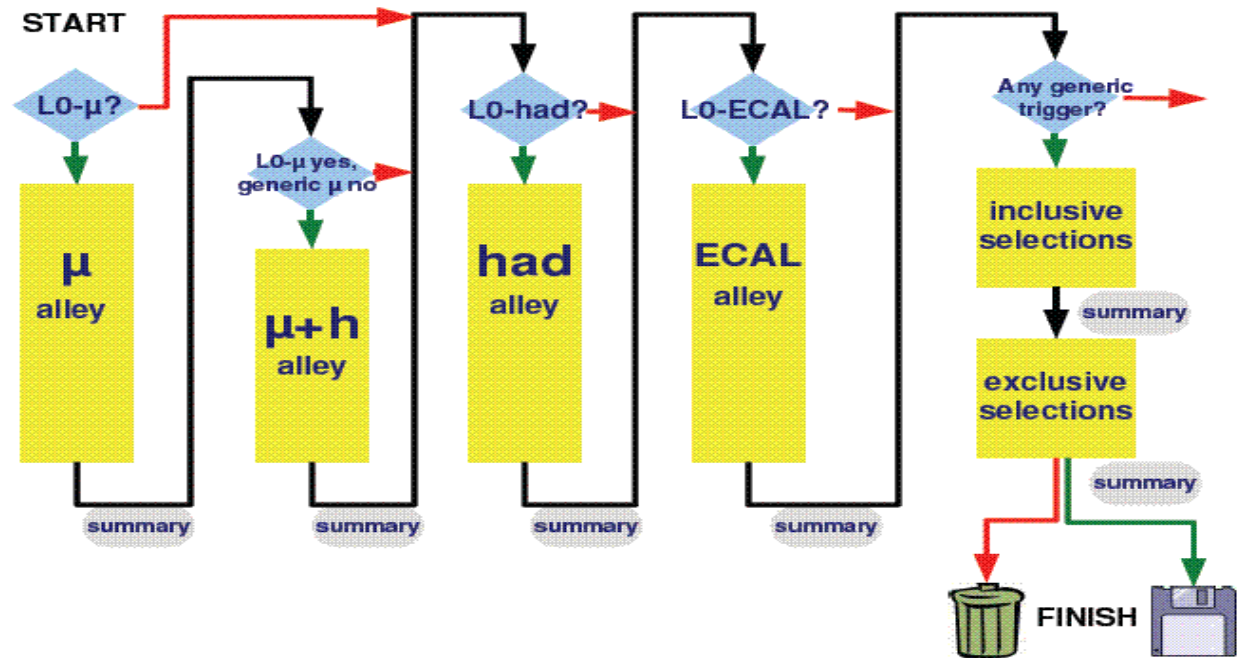 START
L0-μ?
L0-μ yes,
generic μ no
L0-had?
L0-ECAL?
Any generic
trigger?
μ
alley
μ+h
alley
had
alley
ECAL
alley
inclusive
selections
summary
exclusive
selections
summary
summary
summary
summary
summary
FINISH